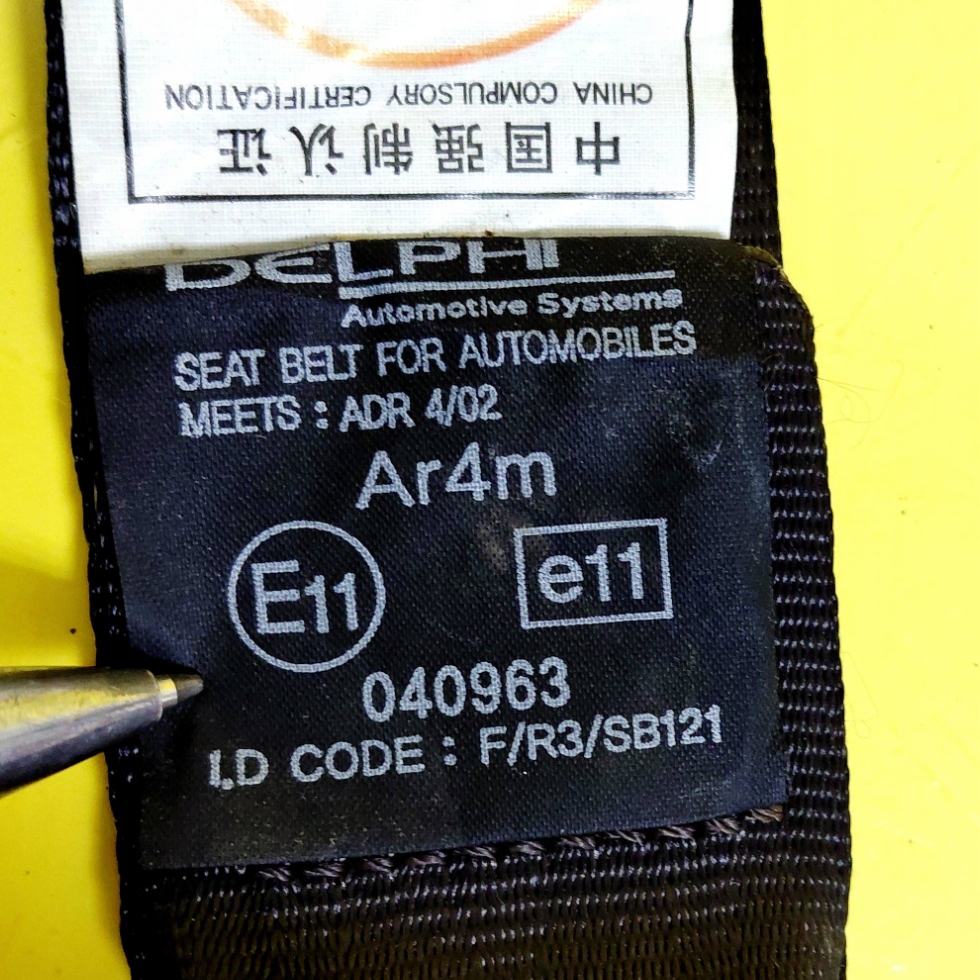 中国强制认证
CHINA COMPULSORY CERTIFICATION
DELPHI
Automotive Systems
SEAT BELT FOR AUTOMOBILES
MEETS : ADR 4/02
Ar4m
E11
e11
040963
I.D CODE : F/R3/SB121